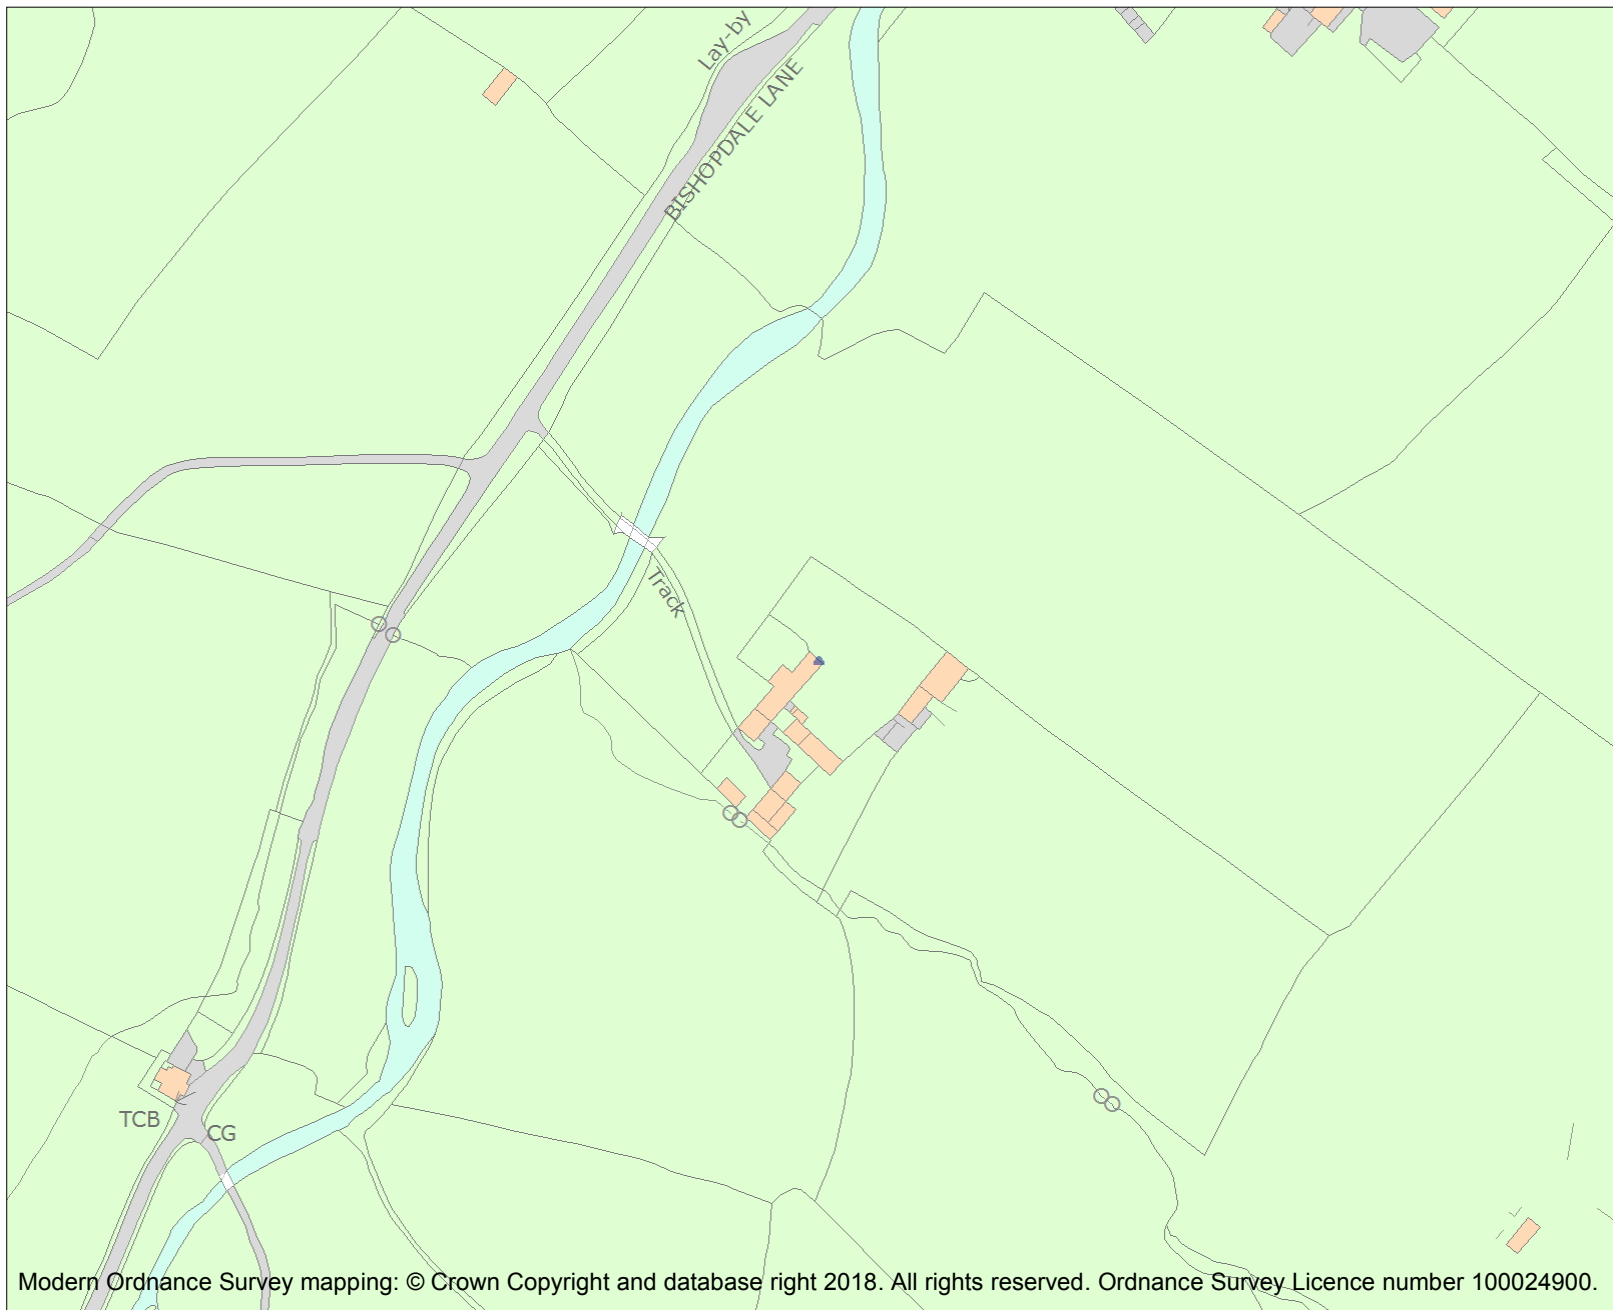 Lay-by
BISHOPDALE LANE
Track
TCB
CG
Modern Ordnance Survey mapping: © Crown Copyright and database right 2018. All rights reserved. Ordnance Survey Licence number 100024900.